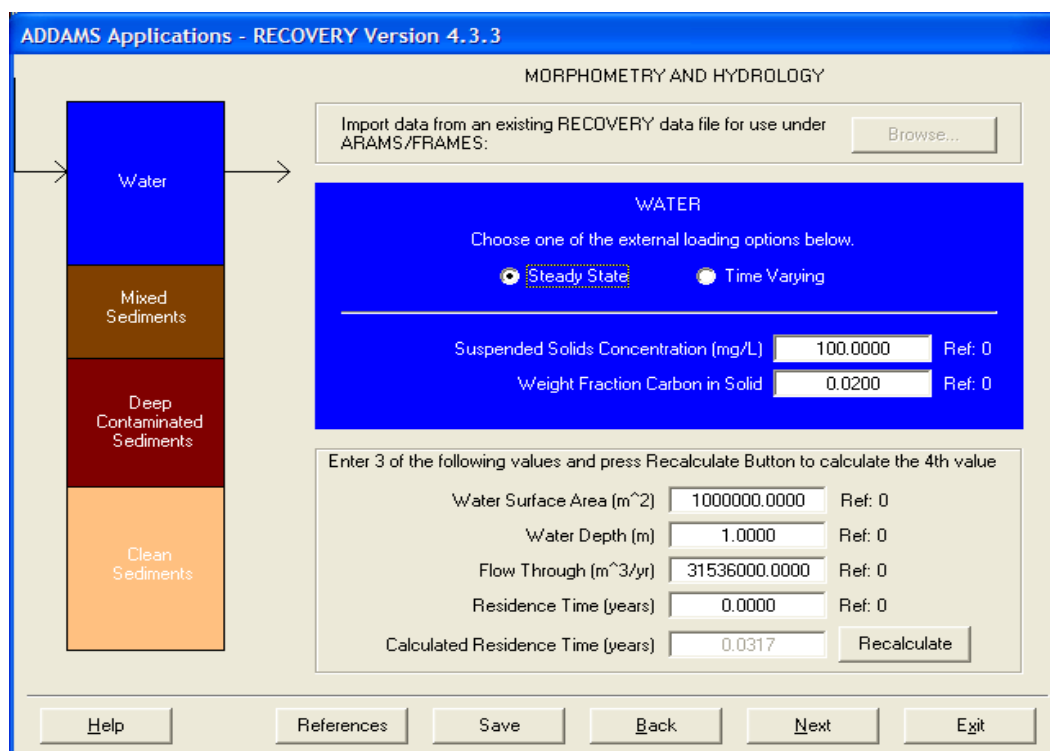 ADDAMS Applications - RECOVERY Version 4.3.3
MORPHOMETRY AND HYDROLOGY
Import data from an existing RECOVERY data file for use under
ARAMS/FRAMES:
Browse...
Water
Mixed
Sediments
Deep
Contaminated
Sediments
Clean
Sediments
WATER
Choose one of the external loading options below.
Steady State
Time Varying
Suspended Solids Concentration (mg/L) 100.0000 Ref: 0
Weight Fraction Carbon in Solid 0.0200 Ref: 0
Enter 3 of the following values and press Recalculate Button to calculate the 4th value
Water Surface Area (m^2) 1000000.0000 Ref: 0
Water Depth (m) 1.0000 Ref: 0
Flow Through (m^3/yr) 31536000.0000 Ref: 0
Residence Time (years) 0.0000 Ref: 0
Calculated Residence Time (years) 0.0317 Recalculate
Help References Save Back Next Exit